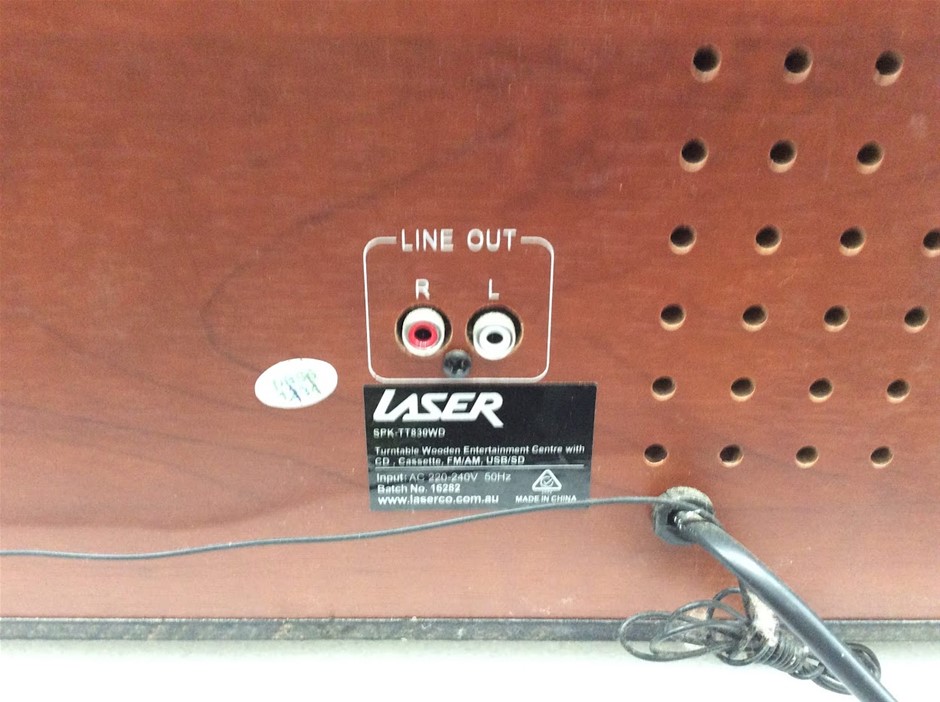 LINE OUT
R L
LASER
SPK-TT830WD
Turntable Wooden Entertainment Centre with
CD , Cassette, FM/AM, USB/SD
Input: AC 220-240V 50Hz
Batch No. 16282
www.laserco.com.au MADE IN CHINA